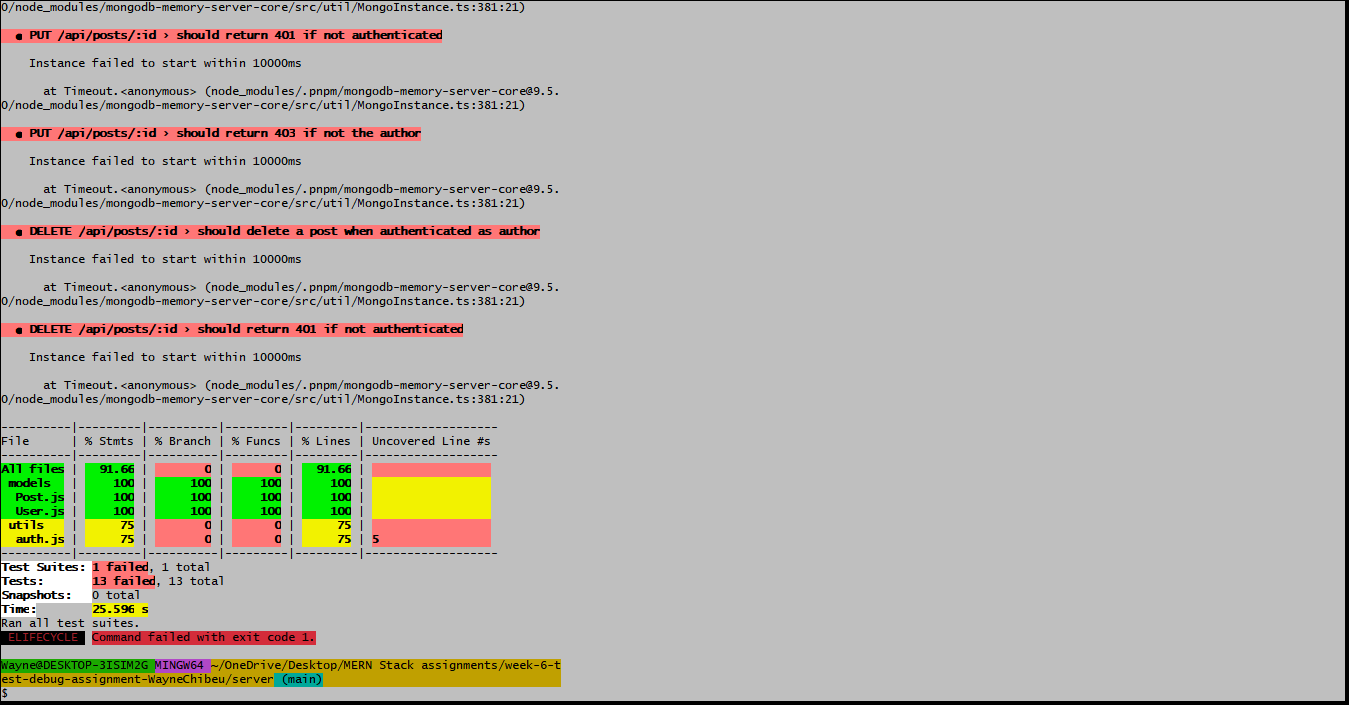 0/node_modules/mongodb-memory-server-core/src/util/MongoInstance.ts:381:21)
● PUT /api/posts/:id › should return 401 if not authenticated
Instance failed to start within 10000ms
at Timeout.<anonymous> (node_modules/.pnpm/mongodb-memory-server-core@9.5.
0/node_modules/mongodb-memory-server-core/src/util/MongoInstance.ts:381:21)
● PUT /api/posts/:id › should return 403 if not the author
Instance failed to start within 10000ms
at Timeout.<anonymous> (node_modules/.pnpm/mongodb-memory-server-core@9.5.
0/node_modules/mongodb-memory-server-core/src/util/MongoInstance.ts:381:21)
● DELETE /api/posts/:id › should delete a post when authenticated as author
Instance failed to start within 10000ms
at Timeout.<anonymous> (node_modules/.pnpm/mongodb-memory-server-core@9.5.
0/node_modules/mongodb-memory-server-core/src/util/MongoInstance.ts:381:21)
● DELETE /api/posts/:id › should return 401 if not authenticated
Instance failed to start within 10000ms
at Timeout.<anonymous> (node_modules/.pnpm/mongodb-memory-server-core@9.5.
0/node_modules/mongodb-memory-server-core/src/util/MongoInstance.ts:381:21)
----------|---------|----------|---------|---------|-------------------
File      | % Stmts | % Branch | % Funcs | % Lines | Uncovered Line #s
----------|---------|----------|---------|---------|-------------------
All files |   91.66 |        0 |       0 |   91.66 |
 models   |     100 |      100 |     100 |     100 |
  Post.js |     100 |      100 |     100 |     100 |
  User.js |     100 |      100 |     100 |     100 |
 utils    |      75 |        0 |       0 |      75 |
  auth.js |      75 |        0 |       0 |      75 | 5
----------|---------|----------|---------|---------|-------------------
Test Suites: 1 failed, 1 total
Tests:       13 failed, 13 total
Snapshots:   0 total
Time:        25.596 s
Ran all test suites.
ELIFECYCLE  Command failed with exit code 1.
Wayne@DESKTOP-3ISIM2G MINGW64 ~/OneDrive/Desktop/MERN Stack assignments/week-6-t
est-debug-assignment-WayneChibeu/server (main)
$